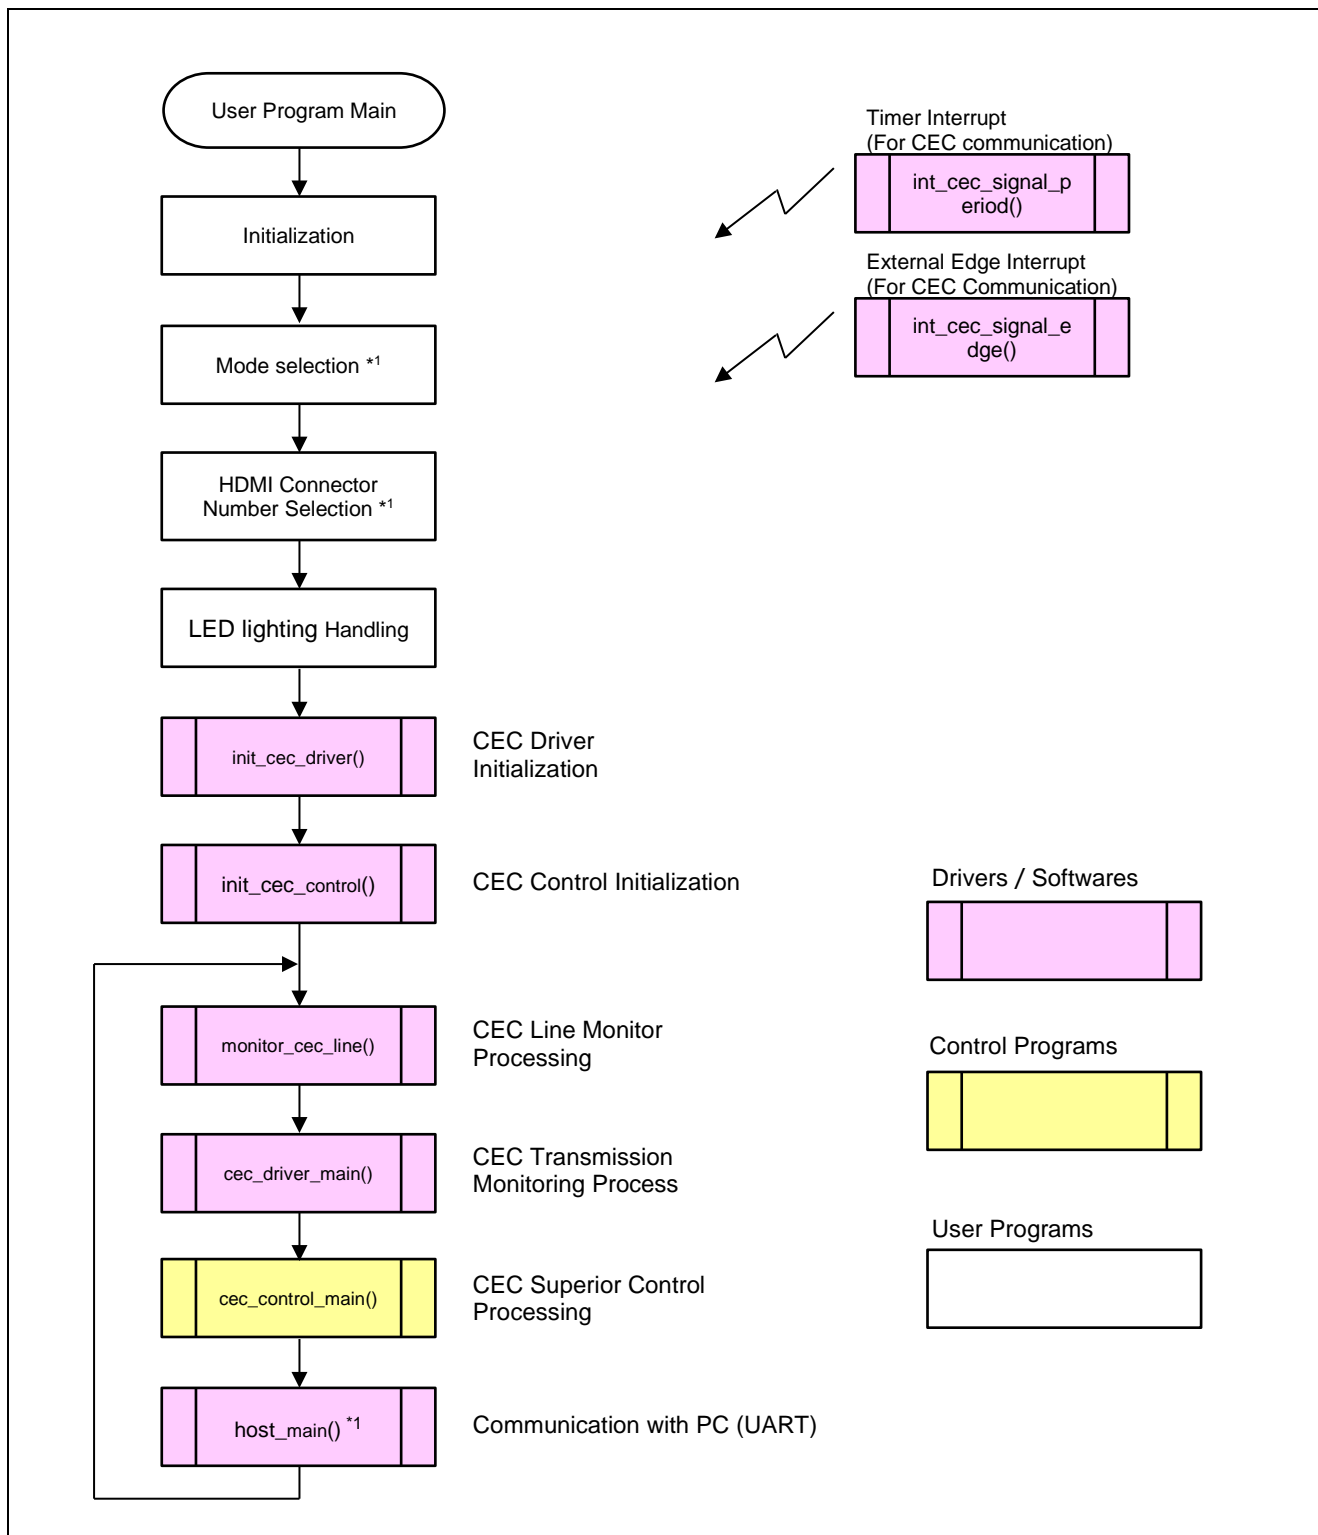 User Program Main
Initialization
Mode selection *1
HDMI Connector
Number Selection *1
LED lighting Handling
init_cec_driver()
CEC Driver
Initialization
init_cec_control()
CEC Control Initialization
monitor_cec_line()
CEC Line Monitor
Processing
cec_driver_main()
CEC Transmission
Monitoring Process
cec_control_main()
CEC Superior Control
Processing
host_main() *1
Communication with PC (UART)
Timer Interrupt
(For CEC communication)
int_cec_signal_p
eriod()
External Edge Interrupt
(For CEC Communication)
int_cec_signal_e
dge()
Drivers / Softwares
Control Programs
User Programs